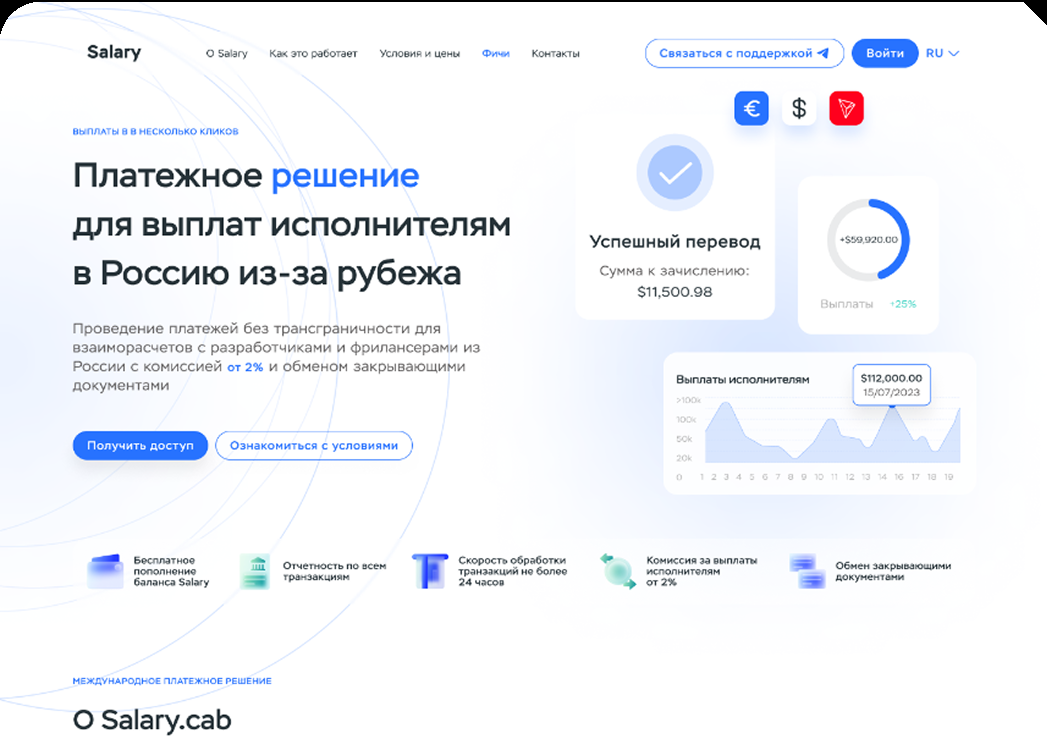 Salary
О Salary
Как это работает
Условия и цены
Фичи
Контакты
Связаться с поддержкой
Войти
RU
ВЫПЛАТЫ В В НЕСКОЛЬКО КЛИКОВ
Платежное решение
для выплат исполнителям
в Россию из-за рубежа
Проведение платежей без трансграничности для
взаиморасчетов с разработчиками и фрилансерами из
России с комиссией от 2% и обменом закрывающими
документами
Получить доступ
Ознакомиться с условиями
€
$
Успешный перевод
Сумма к зачислению:
$11,500.98
+$59,920.00
Выплаты +25%
Выплаты исполнителям
$112,000.00
15/07/2023
>100k
100k
50k
20k
0 1 2 3 4 5 6 7 8 9 10 11 12 13 14 16 17 18 19
Бесплатное
пополнение
баланса Salary
Отчетность по всем
транзакциям
Скорость обработки
транзакций не более
24 часов
Комиссия за выплаты
исполнителям
от 2%
Обмен закрывающими
документами
МЕЖДУНАРОДНОЕ ПЛАТЕЖНОЕ РЕШЕНИЕ
О Salary.cab